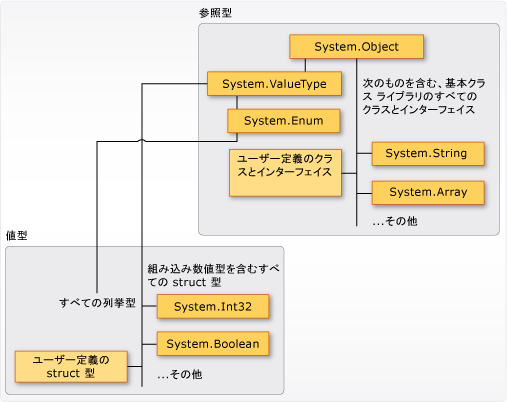 参照型
System.Object
System.ValueType
次のものを含む、基本クラ
ス ライブラリのすべての
クラスとインターフェイス
System.Enum
ユーザー定義のクラ
スとインターフェイス
System.String
System.Array
...その他
値型
組み込み数値型を含むすべ
ての struct 型
すべての列挙型
System.Int32
System.Boolean
ユーザー定義の
struct 型
...その他